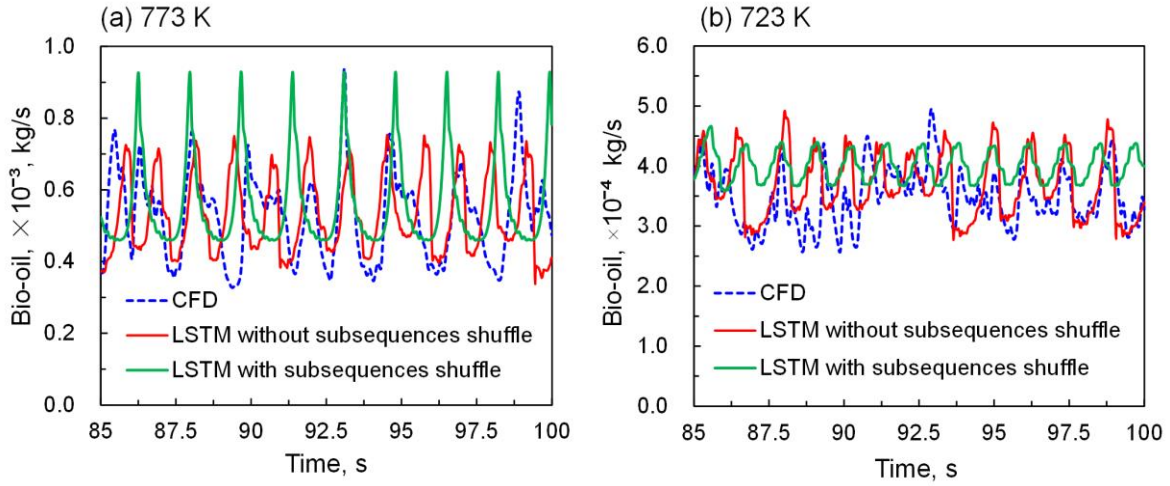 (a) 773 K
Bio-oil, ×10⁻³, kg/s
1.0
0.8
0.6
0.4
0.2
0.0
CFD
LSTM without subsequences shuffle
LSTM with subsequences shuffle
85 87.5 90 92.5 95 97.5 100
Time, s
(b) 723 K
Bio-oil, ×10⁻⁴ kg/s
6.0
5.0
4.0
3.0
2.0
1.0
0.0
CFD
LSTM without subsequences shuffle
LSTM with subsequences shuffle
85 87.5 90 92.5 95 97.5 100
Time, s